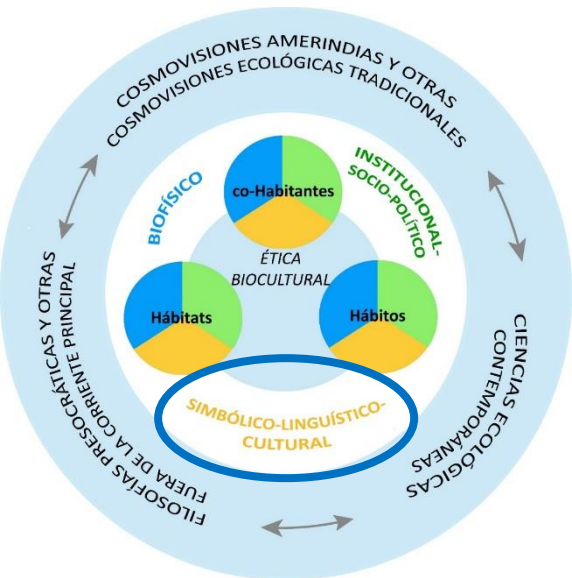 COSMOVISIONES AMERINDIAS Y OTRAS
COSMOVISIONES ECOLÓGICAS TRADICIONALES
BIOFÍSICO
INSTITUCIONAL-
SOCIO-POLÍTICO
co-Habitantes
ÉTICA
BIOCULTURAL
Hábitats
Hábitos
SIMBÓLICO-LINGUÍSTICO-
CULTURAL
FILOSOFÍAS PRESOCRÁTICAS Y OTRAS
FUERA DE LA CORRIENTE PRINCIPAL
CIENCIAS ECOLÓGICAS
CONTEMPORÁNEAS